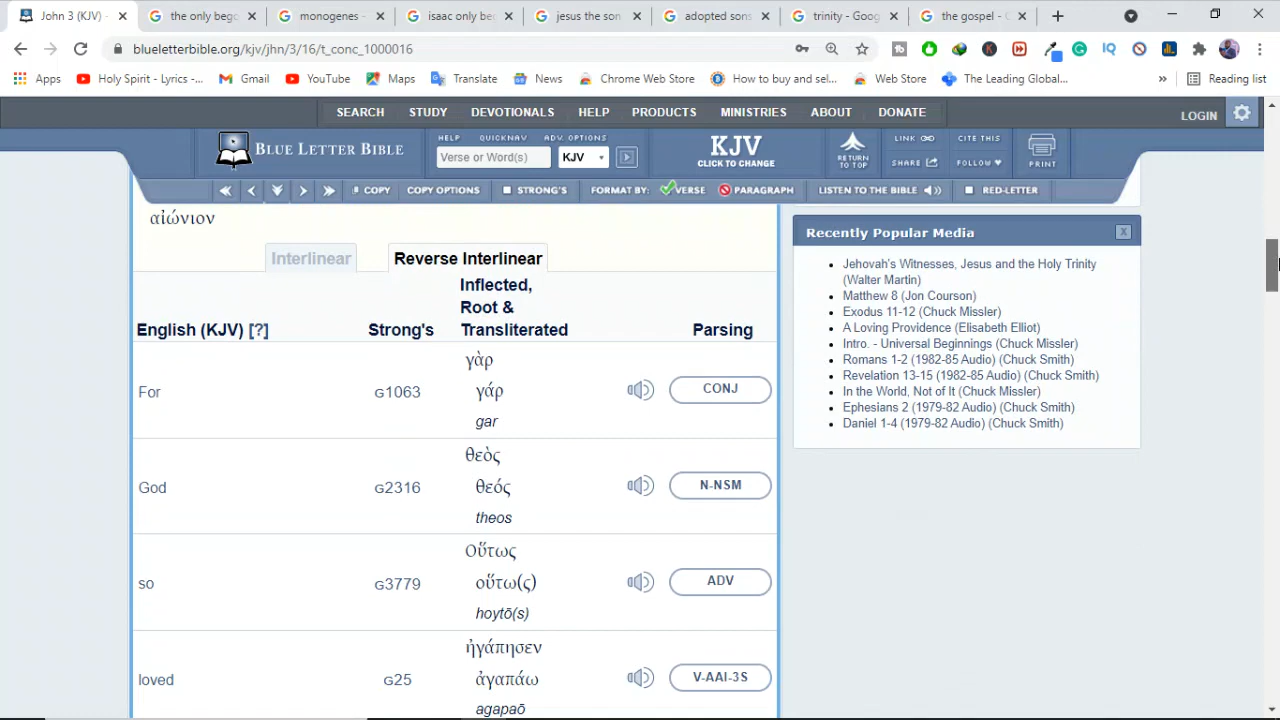 John 3 (KJV) -
the only bego
monogenes -
isaac only be
jesus the son
adopted sons
trinity - Goog
the gospel - G
blueletterbible.org/kjv/jhn/3/16/t_conc_1000016
Apps
Holy Spirit - Lyrics -...
Gmail
YouTube
Maps
Translate
News
Chrome Web Store
How to buy and sel...
Web Store
The Leading Global...
»
Reading list
SEARCH STUDY DEVOTIONALS HELP PRODUCTS MINISTRIES ABOUT DONATE
LOGIN
BLUE LETTER BIBLE
HELP QUICKNAV ADV. OPTIONS
Verse or Word(s)
KJV
KJV
CLICK TO CHANGE
RETURN
TO TOP
LINK
CITE THIS
SHARE
FOLLOW
PRINT
COPY COPY OPTIONS STRONG'S FORMAT BY: VERSE PARAGRAPH LISTEN TO THE BIBLE RED-LETTER
αἰώνιον
Interlinear
Reverse Interlinear
English (KJV) [?]
Strong's
Inflected,
Root &
Transliterated
Parsing
For
G1063
γὰρ
γάρ
gar
CONJ
God
G2316
θεὸς
θεός
theos
N-NSM
so
G3779
Οὕτως
οὕτω(ς)
hoytō(s)
ADV
loved
G25
ἠγάπησεν
ἀγαπάω
agapaō
V-AAI-3S
Recently Popular Media
x
Jehovah's Witnesses, Jesus and the Holy Trinity
(Walter Martin)
Matthew 8 (Jon Courson)
Exodus 11-12 (Chuck Missler)
A Loving Providence (Elisabeth Elliot)
Intro. - Universal Beginnings (Chuck Missler)
Romans 1-2 (1982-85 Audio) (Chuck Smith)
Revelation 13-15 (1982-85 Audio) (Chuck Smith)
In the World, Not of It (Chuck Missler)
Ephesians 2 (1979-82 Audio) (Chuck Smith)
Daniel 1-4 (1979-82 Audio) (Chuck Smith)